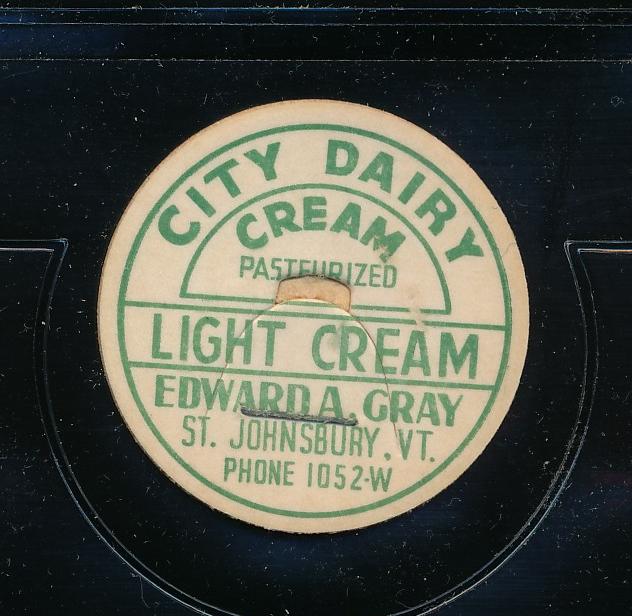 CITY DAIRY
CREAM
PASTEURIZED
LIGHT CREAM
EDWARD A. GRAY
ST. JOHNSBURY, VT.
PHONE 1052-W